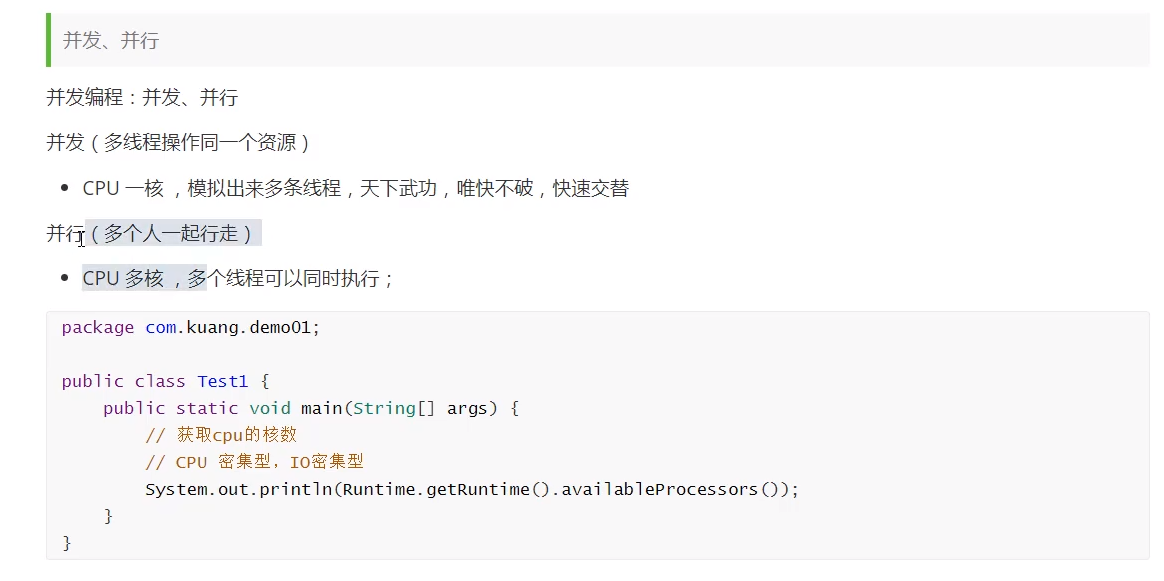 并发、并行
并发编程：并发、并行
并发（多线程操作同一个资源）
CPU 一核 ，模拟出来多条线程，天下武功，唯快不破，快速交替
并行（多个人一起行走）
CPU 多核 ，多个线程可以同时执行；
package com.kuang.demo01;
public class Test1 {
    public static void main(String[] args) {
        // 获取cpu的核数
        // CPU 密集型，IO密集型
        System.out.println(Runtime.getRuntime().availableProcessors());
    }
}